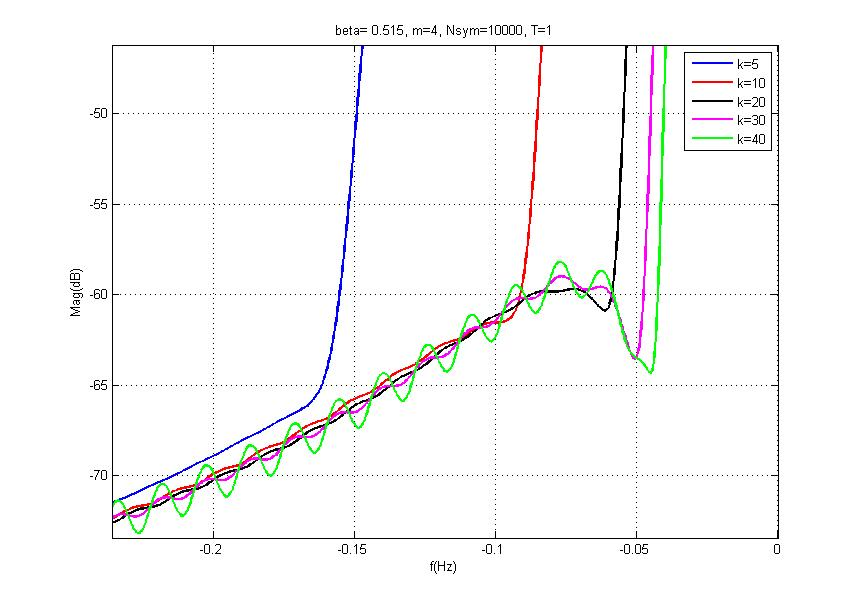 beta= 0.515, m=4, Nsym=10000, T=1
k=5
k=10
k=20
k=30
k=40
-50
-55
-60
-65
-70
Mag(dB)
-0.2
-0.15
-0.1
-0.05
0
f(Hz)